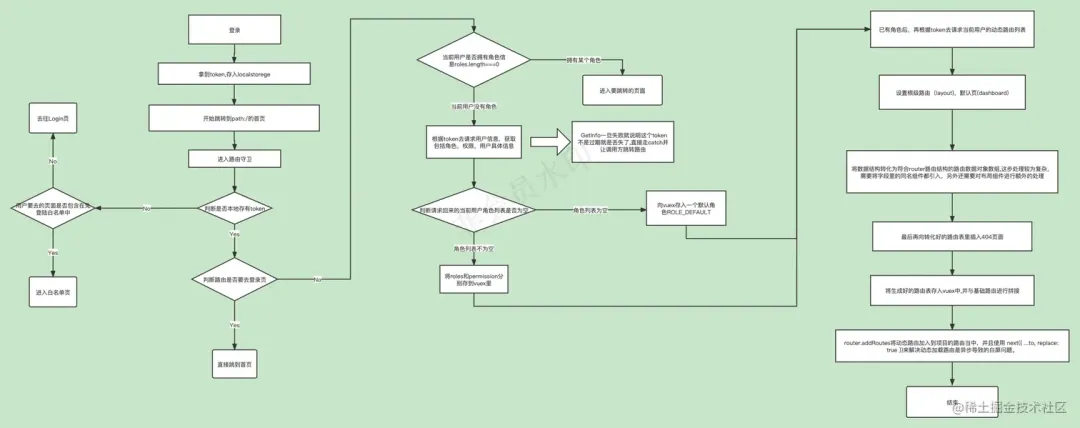 登录
拿到token,存入localstorege
开始跳转到path:/的首页
进入路由守卫
判断是否本地存有token
No
用户要去的页面是否包含在免
登陆白名单中
No
去往Login页
Yes
进入白名单页
Yes
判断路由是否要去登录页
Yes
直接跳到首页
No
当前用户是否拥有角色信
息roles.length===0
拥有某个角色
进入要跳转的页面
当前用户没有角色
根据token去请求用户信息，获取
包括角色、权限、用户具体信息
GetInfo一旦失败就说明这个token
不是过期就是丢失了,直接走catch并
让调用方跳转路由
判断请求回来的当前用户角色列表是否为空
角色列表为空
向vuex存入一个默认角
色ROLE_DEFAULT
角色列表不为空
将roles和permission分
别存到vuex里
已有角色后，再根据token去请求当前用户的动态路由列表
设置根级路由（layout)，默认页(dashboard)
将数据结构转化为符合router路由结构的路由数据对象数组,这步处理较为复杂，
需要将字段里的同名组件都引入，另外还需要对布局组件进行额外的处理
最后再向转化好的路由表里插入404页面
将生成好的路由表存入vuex中,并与基础路由进行拼接
router.addRoutes将动态路由加入到项目的路由当中，并且使用 next({ ...to, replace:
true })来解决动态加载路由是异步导致的白屏问题。
结束
@稀土掘金技术社区